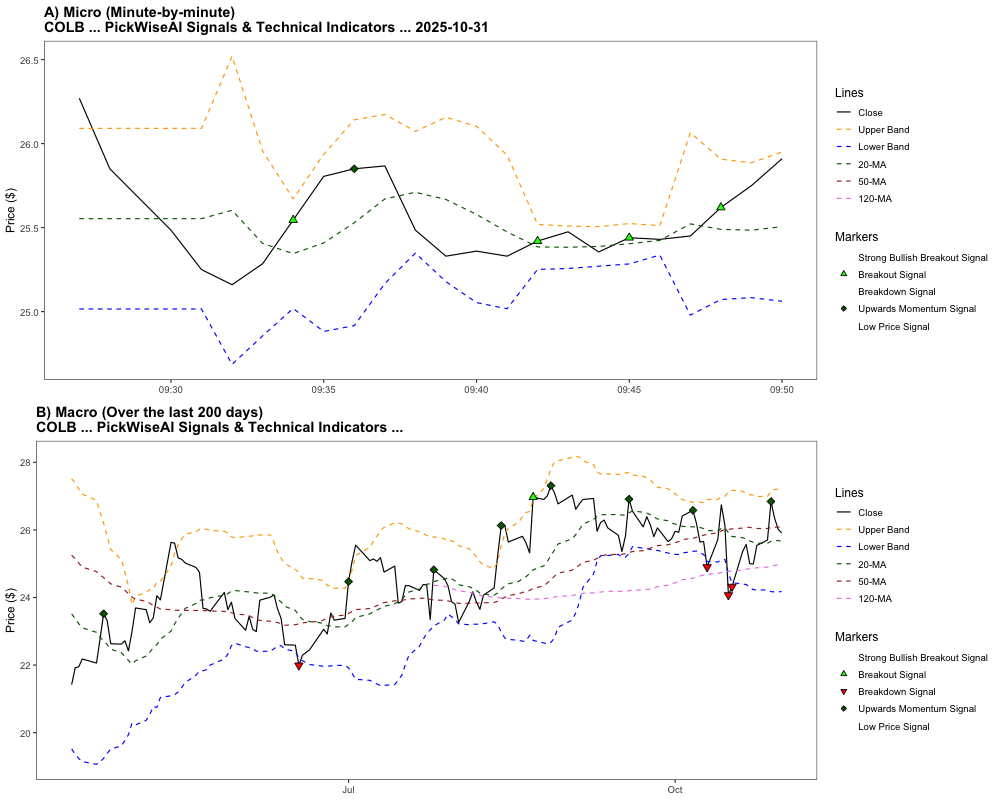 A) Micro (Minute-by-minute)
COLB ... PickWiseAI Signals & Technical Indicators ... 2025-10-31
Price ($)
26.5
26.0
25.5
25.0
09:30
09:35
09:40
09:45
09:50
Lines
Close
Upper Band
Lower Band
20-MA
50-MA
120-MA
Markers
Strong Bullish Breakout Signal
Breakout Signal
Breakdown Signal
Upwards Momentum Signal
Low Price Signal
B) Macro (Over the last 200 days)
COLB ... PickWiseAI Signals & Technical Indicators ...
Price ($)
28
26
24
22
20
Jul
Oct
Lines
Close
Upper Band
Lower Band
20-MA
50-MA
120-MA
Markers
Strong Bullish Breakout Signal
Breakout Signal
Breakdown Signal
Upwards Momentum Signal
Low Price Signal